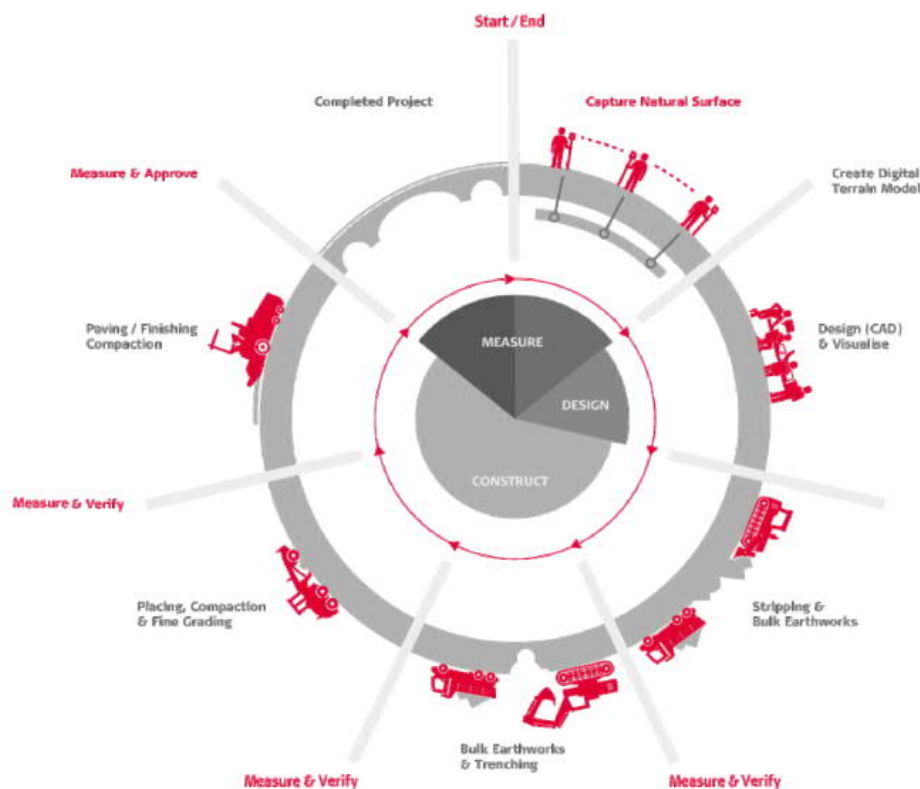 Start / End
Completed Project
Capture Natural Surface
Measure & Approve
Create Digital
Terrain Model
Paving / Finishing
Compaction
MEASURE
Design (CAD)
& Visualise
DESIGN
CONSTRUCT
Measure & Verify
Placing, Compaction
& Fine Grading
Stripping &
Bulk Earthworks
Bulk Earthworks
& Trenching
Measure & Verify
Measure & Verify